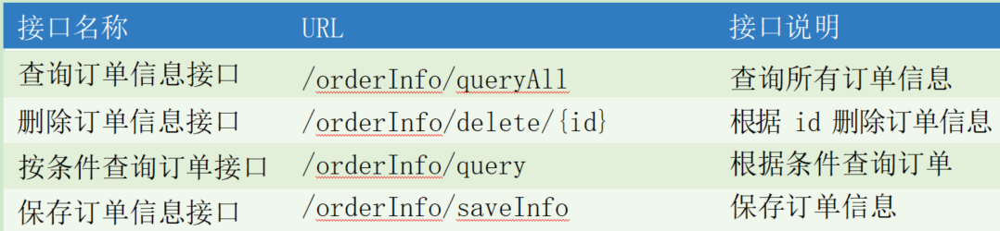 接口名称 URL 接口说明
查询订单信息接口 /orderInfo/queryAll 查询所有订单信息
删除订单信息接口 /orderInfo/delete/{id} 根据 id 删除订单信息
按条件查询订单接口 /orderInfo/query 根据条件查询订单
保存订单信息接口 /orderInfo/saveInfo 保存订单信息